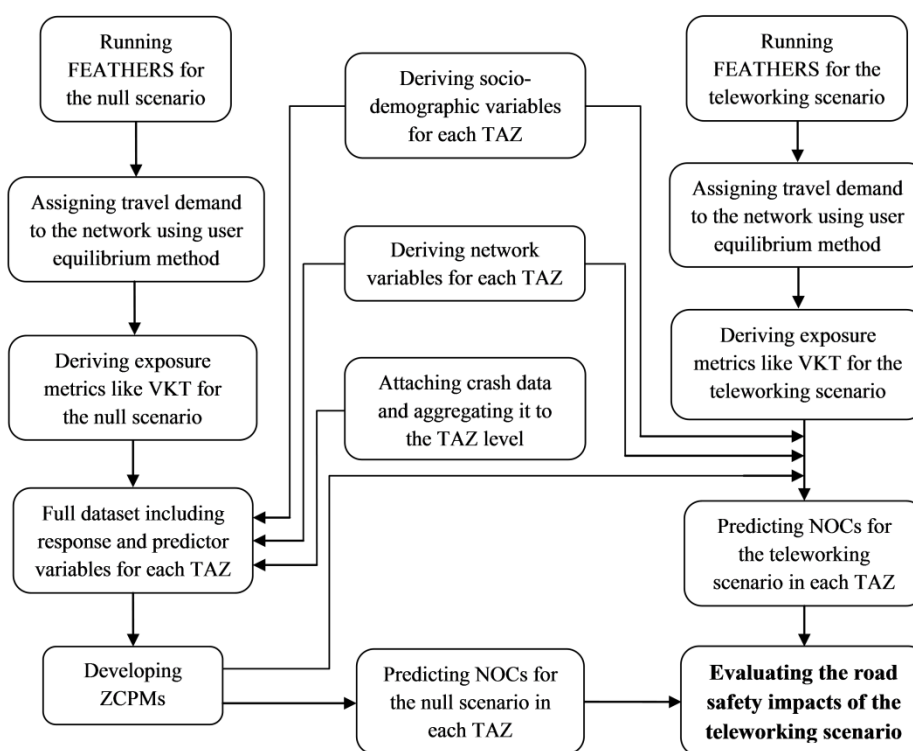 Running
FEATHERS for
the null scenario
Assigning travel demand
to the network using user
equilibrium method
Deriving exposure
metrics like VKT for
the null scenario
Full dataset including
response and predictor
variables for each TAZ
Developing
ZCPMs
Deriving socio-
demographic variables
for each TAZ
Deriving network
variables for each TAZ
Attaching crash data
and aggregating it to
the TAZ level
Predicting NOCs for
the null scenario in
each TAZ
Running
FEATHERS for the
teleworking scenario
Assigning travel demand
to the network using user
equilibrium method
Deriving exposure
metrics like VKT for the
teleworking scenario
Predicting NOCs for
the teleworking
scenario in each TAZ
Evaluating the road
safety impacts of the
teleworking scenario